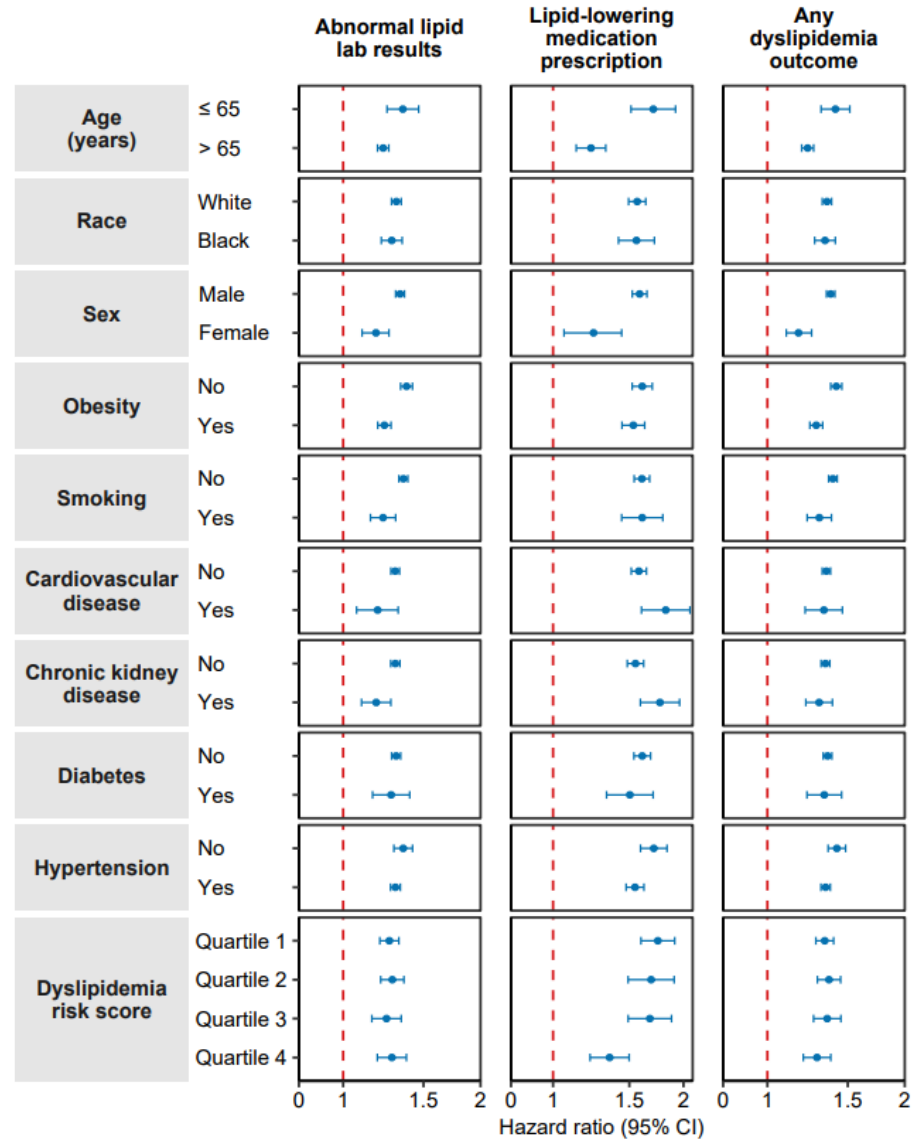 Abnormal lipid
lab results
Lipid-lowering
medication
prescription
Any
dyslipidemia
outcome
Age
(years)
≤ 65
> 65
Race
White
Black
Sex
Male
Female
Obesity
No
Yes
Smoking
No
Yes
Cardiovascular
disease
No
Yes
Chronic kidney
disease
No
Yes
Diabetes
No
Yes
Hypertension
No
Yes
Dyslipidemia
risk score
Quartile 1
Quartile 2
Quartile 3
Quartile 4
0 1 1.5 2 0 1 1.5 2 0 1 1.5 2
Hazard ratio (95% CI)